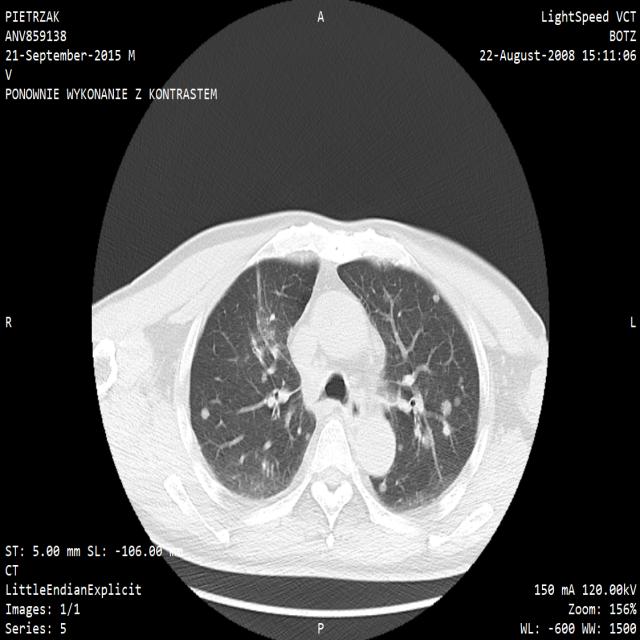 PIETRZAK
ANV859138
21-September-2015 M
V
PONOWNIE WYKONANIE Z KONTRASTEM
A
LightSpeed VCT
BOTZ
22-August-2008 15:11:06
R
L
ST: 5.00 mm SL: -106.00 mm
CT
LittleEndianExplicit
Images: 1/1
Series: 5
P
150 mA 120.00kV
Zoom: 156%
WL: -600 WW: 1500